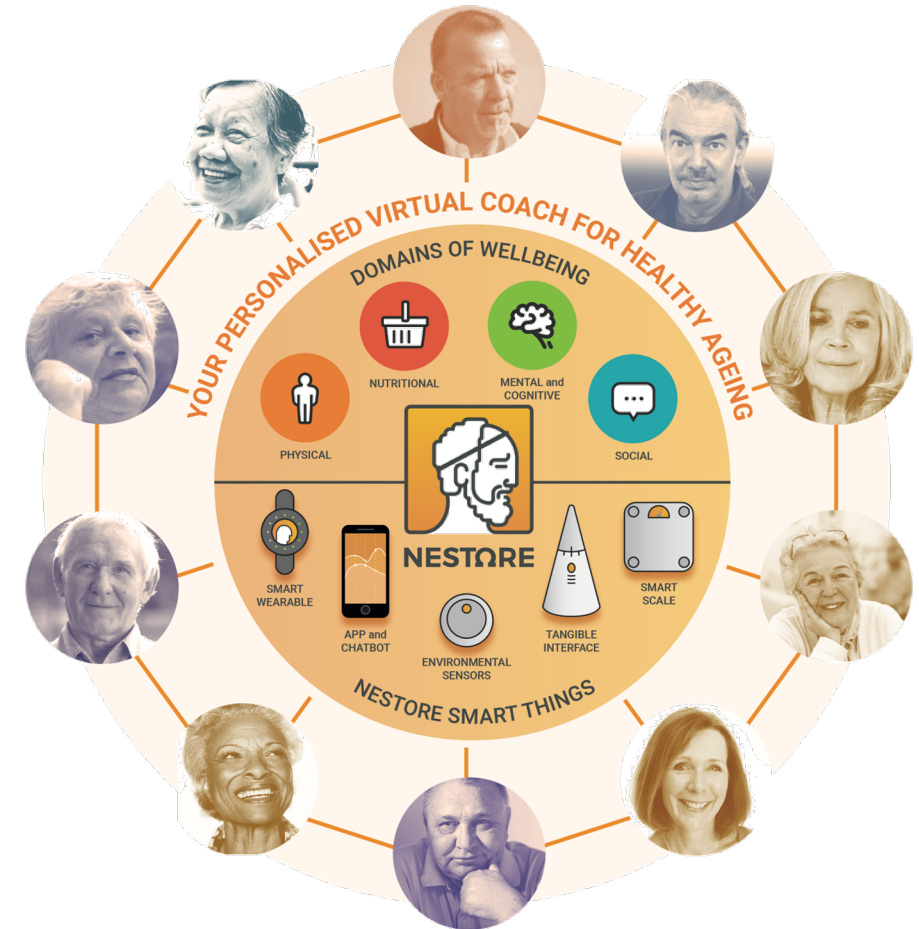 YOUR PERSONALISED VIRTUAL COACH FOR HEALTHY AGEING
DOMAINS OF WELLBEING
NUTRITIONAL
MENTAL and
COGNITIVE
PHYSICAL
SOCIAL
NESTΩRE
SMART
WEARABLE
APP and
CHATBOT
ENVIRONMENTAL
SENSORS
TANGIBLE
INTERFACE
SMART
SCALE
NESTORE SMART THINGS